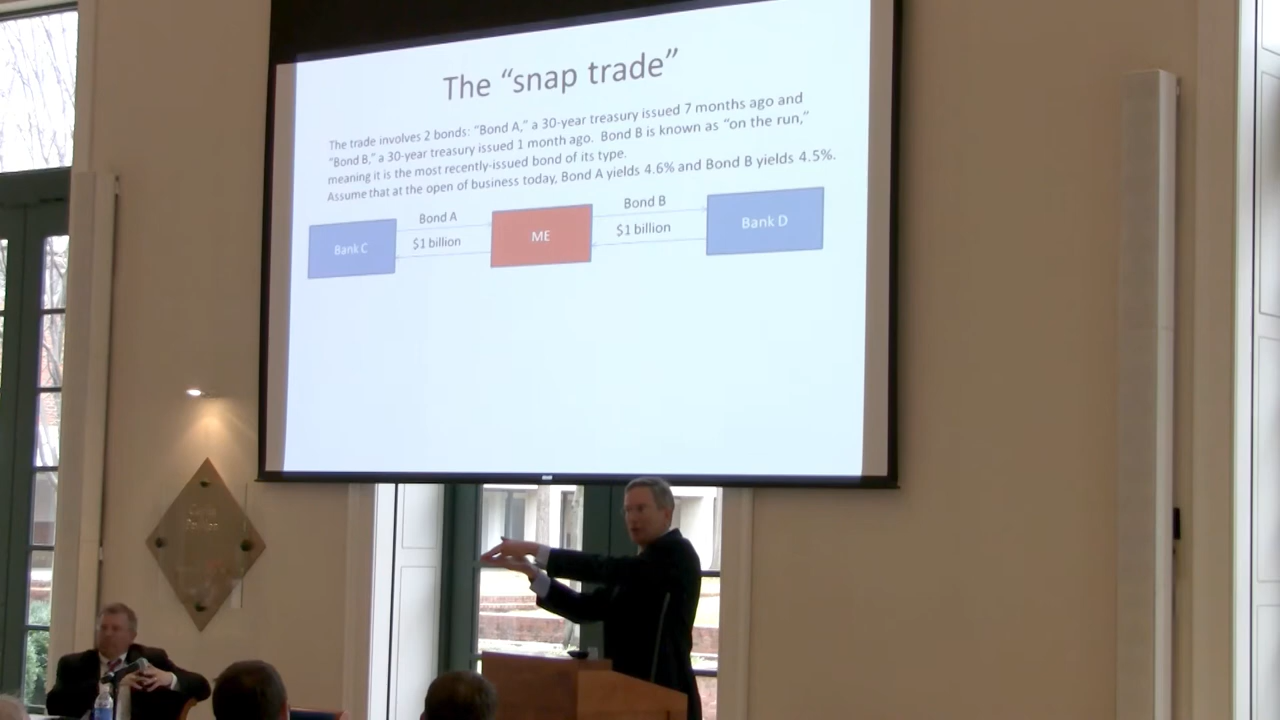 The “snap trade”
The trade involves 2 bonds: “Bond A,” a 30-year treasury issued 7 months ago and
“Bond B,” a 30-year treasury issued 1 month ago. Bond B is known as “on the run,”
meaning it is the most recently-issued bond of its type.
Assume that at the open of business today, Bond A yields 4.6% and Bond B yields 4.5%.
Bond A
Bond B
Bank C
$1 billion
ME
$1 billion
Bank D